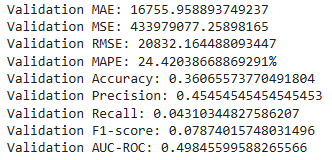 Validation MAE: 16755.958893749237
Validation MSE: 433979077.25898165
Validation RMSE: 20832.164488093447
Validation MAPE: 24.42038668869291%
Validation Accuracy: 0.36065573770491804
Validation Precision: 0.45454545454545453
Validation Recall: 0.04310344827586207
Validation F1-score: 0.07874015748031496
Validation AUC-ROC: 0.49845599588265566